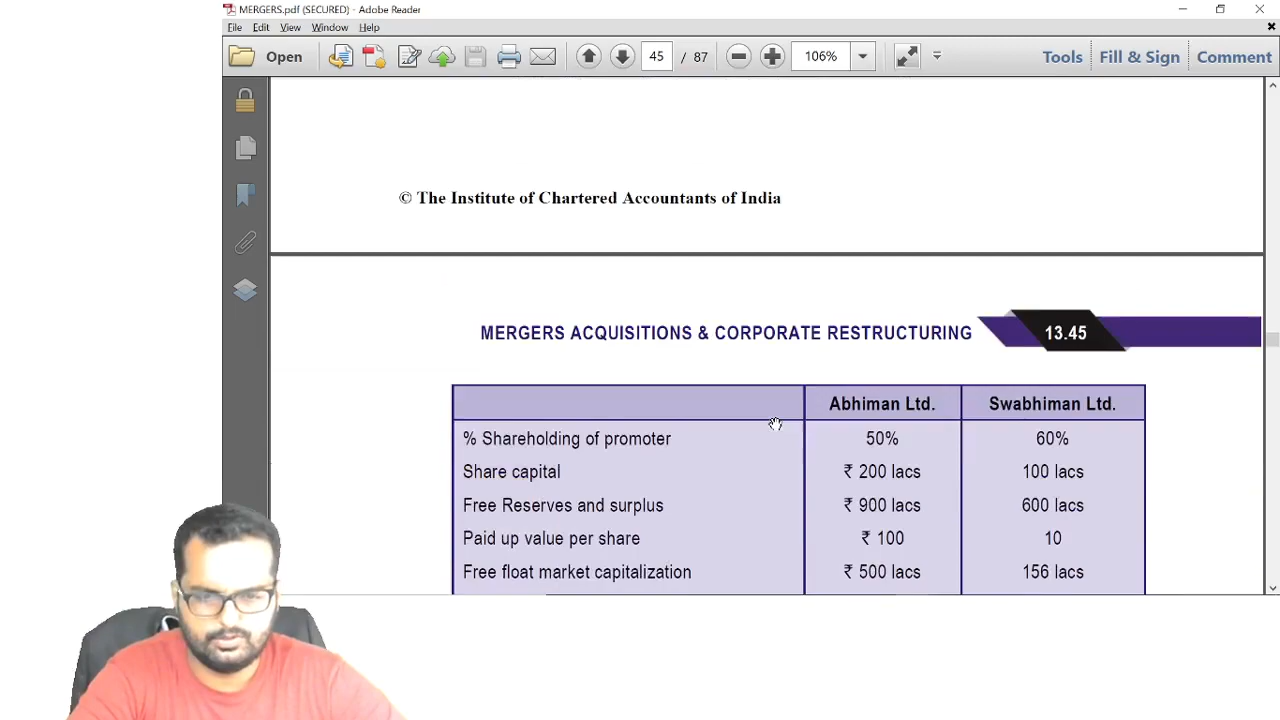 MERGERS.pdf (SECURED) - Adobe Reader
File Edit View Window Help
Open 45 / 87 106% Tools Fill & Sign Comment
© The Institute of Chartered Accountants of India
MERGERS ACQUISITIONS & CORPORATE RESTRUCTURING 13.45
Abhiman Ltd. Swabhiman Ltd.
% Shareholding of promoter 50% 60%
Share capital ₹ 200 lacs 100 lacs
Free Reserves and surplus ₹ 900 lacs 600 lacs
Paid up value per share ₹ 100 10
Free float market capitalization ₹ 500 lacs 156 lacs